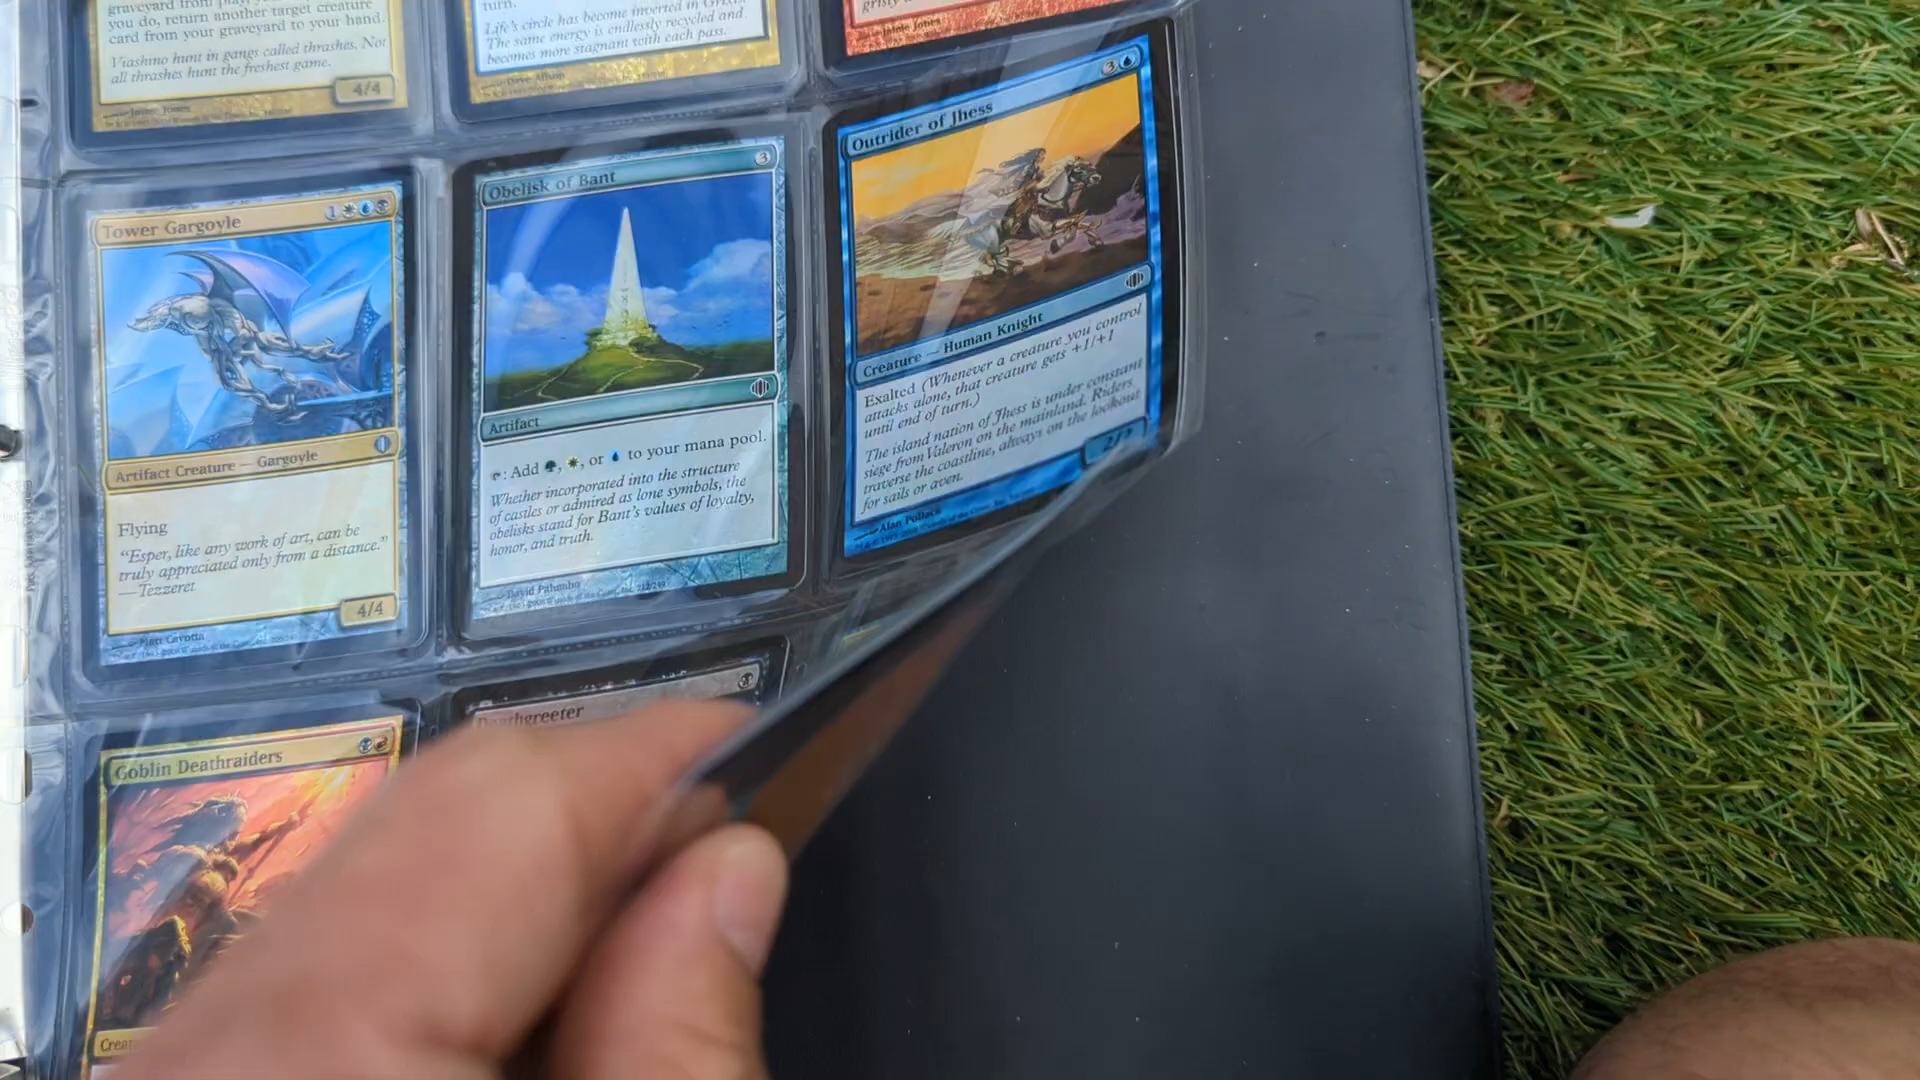 graveyard from play
you do, return another target creature
card from your graveyard to your hand.
Viashino hunt in gangs called thrashes. Not
all thrashes hunt the freshest game.
4/4
Jaime Jones
turn.
Life's circle has become inverted in Grixis.
The same energy is endlessly recycled and
becomes more stagnant with each pass.
Dave Allsop
Jaime Jones
Tower Gargoyle
1
Artifact Creature — Gargoyle
Flying
"Esper, like any work of art, can be
truly appreciated only from a distance."
—Tezzeret
4/4
Matt Cavotta
Obelisk of Bant
3
Artifact
: Add , , or to your mana pool.
Whether incorporated into the structure
of castles or admired as lone symbols, the
obelisks stand for Bant's values of loyalty,
honor, and truth.
David Palumbo
212/249
Outrider of Jhess
3
Creature — Human Knight
Exalted (Whenever a creature you control
attacks alone, that creature gets +1/+1
until end of turn.)
The island nation of Jhess is under constant
siege from Valeron on the mainland. Riders
traverse the coastline, always on the lookout
for sails or aven.
2/2
Alan Pollack
Goblin Deathraiders
Deathgreeter